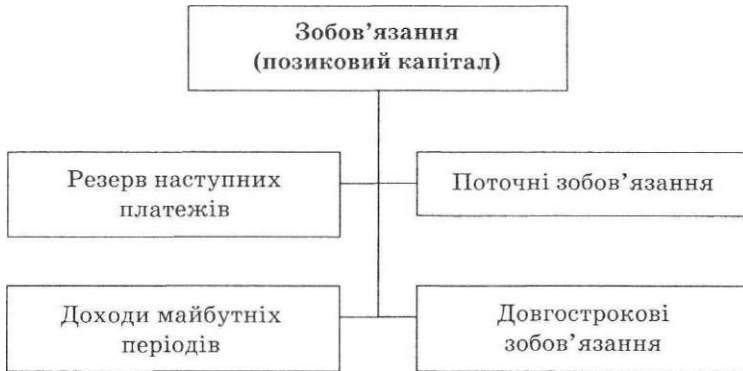 Зобов’язання
(позиковий капітал)
Резерв наступних
платежів
Поточні зобов’язання
Доходи майбутніх
періодів
Довгострокові
зобов’язання